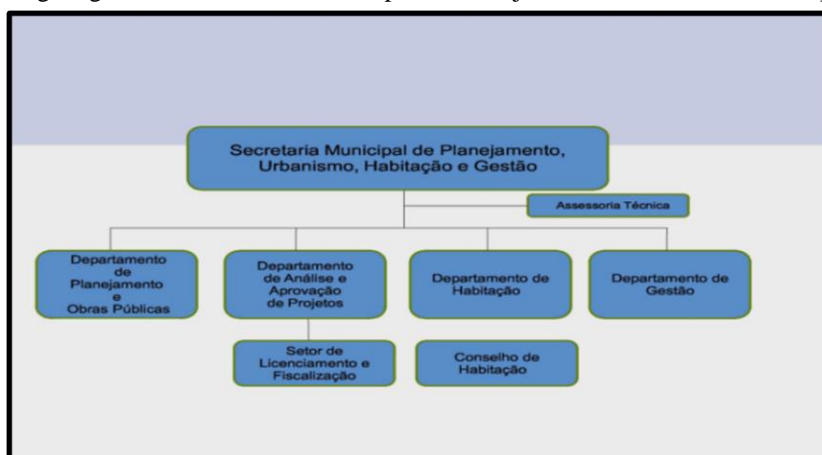 Secretaria Municipal de Planejamento,
Urbanismo, Habitação e Gestão
Assessoria Técnica
Departamento
de
Planejamento
e
Obras Públicas
Departamento
de Análise e
Aprovação
de Projetos
Departamento de
Habitação
Departamento de
Gestão
Setor de
Licenciamento e
Fiscalização
Conselho de
Habitação